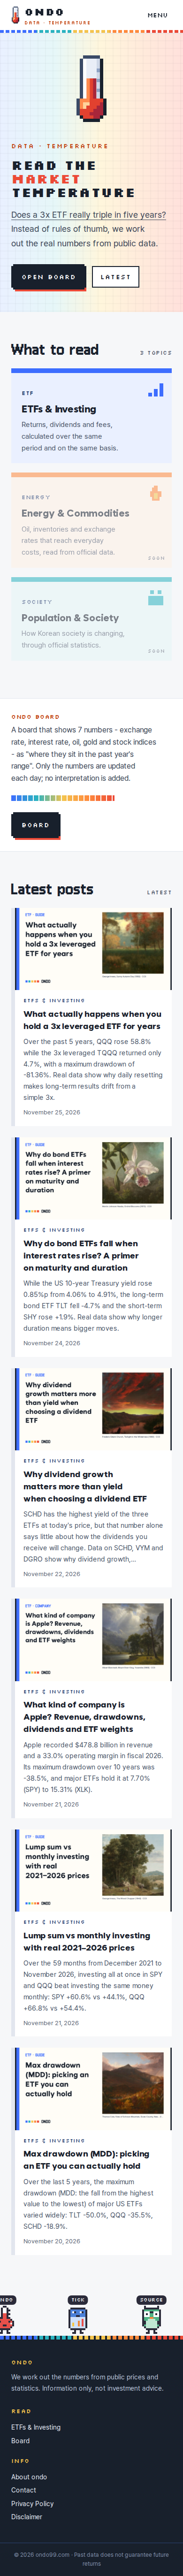 ONDO
DATA · TEMPERATURE
MENU
DATA · TEMPERATURE
READ THE
MARKET
TEMPERATURE
Does a 3x ETF really triple in five years?
Instead of rules of thumb, we work
out the real numbers from public data.
OPEN BOARD
LATEST
What to read
3 TOPICS
ETF
ETFs & Investing
Returns, dividends and fees,
calculated over the same
period and on the same basis.
ENERGY
Energy & Commodities
Oil, inventories and exchange
rates that reach everyday
costs, read from official data.
SOON
SOCIETY
Population & Society
How Korean society is changing,
through official statistics.
SOON
ONDO BOARD
A board that shows 7 numbers - exchange
rate, interest rate, oil, gold and stock indices
- as "where they sit in the past year's
range". Only the numbers are updated
each day; no interpretation is added.
BOARD
Latest posts
LATEST
ETF · GUIDE
What actually
happens when you
hold a 3x leveraged
ETF for years
ONDO
ETFS & INVESTING
What actually happens when you
hold a 3x leveraged ETF for years
Over the past 5 years, QQQ rose 58.8%
while the 3x leveraged TQQQ returned only
4.7%, with a maximum drawdown of
-81.36%. Real data show why daily resetting
makes long-term results drift from a
simple 3x.
November 25, 2026
ETF · GUIDE
Why do bond ETFs
fall when interest
rates rise? A primer
on maturity and
duration
ONDO
ETFS & INVESTING
Why do bond ETFs fall when
interest rates rise? A primer
on maturity and duration
While the US 10-year Treasury yield rose
0.85%p from 4.06% to 4.91%, the long-term
bond ETF TLT fell -4.7% and the short-term
SHY rose +1.9%. Real data show why longer
duration means bigger moves.
November 24, 2026
ETF · GUIDE
Why dividend
growth matters more
than yield when
choosing a dividend
ETF
ONDO
ETFS & INVESTING
Why dividend growth
matters more than yield
when choosing a dividend ETF
SCHD has the highest yield of the three
ETFs at today's price, but that number alone
says little about how the dividends you
receive will change. Data on SCHD, VYM and
DGRO show why dividend growth,...
November 22, 2026
ETF · COMPANY
What kind of company
is Apple? Revenue,
drawdowns, dividends
and ETF weights
ONDO
ETFS & INVESTING
What kind of company is
Apple? Revenue, drawdowns,
dividends and ETF weights
Apple recorded $478.8 billion in revenue
and a 33.0% operating margin in fiscal 2026.
Its maximum drawdown over 10 years was
-38.5%, and major ETFs hold it at 7.70%
(SPY) to 15.31% (XLK).
November 21, 2026
ETF · GUIDE
Lump sum vs
monthly investing
with real
2021–2026 prices
ONDO
ETFS & INVESTING
Lump sum vs monthly investing
with real 2021–2026 prices
Over the 59 months from December 2021 to
November 2026, investing all at once in SPY
and QQQ beat investing the same money
monthly: SPY +60.6% vs +44.1%, QQQ
+66.8% vs +54.4%.
November 21, 2026
ETF · GUIDE
Max drawdown
(MDD): picking an
ETF you can
actually hold
ONDO
ETFS & INVESTING
Max drawdown (MDD): picking
an ETF you can actually hold
Over the last 5 years, the maximum
drawdown (MDD: the fall from the highest
value to the lowest) of major US ETFs
varied widely: TLT -50.0%, QQQ -35.5%,
SCHD -18.9%.
November 20, 2026
NDO
TICK
SOURCE
ONDO
We work out the numbers from public prices and
statistics. Information only, not investment advice.
READ
ETFs & Investing
Board
INFO
About ondo
Contact
Privacy Policy
Disclaimer
© 2026 ondo99.com · Past data does not guarantee future
returns